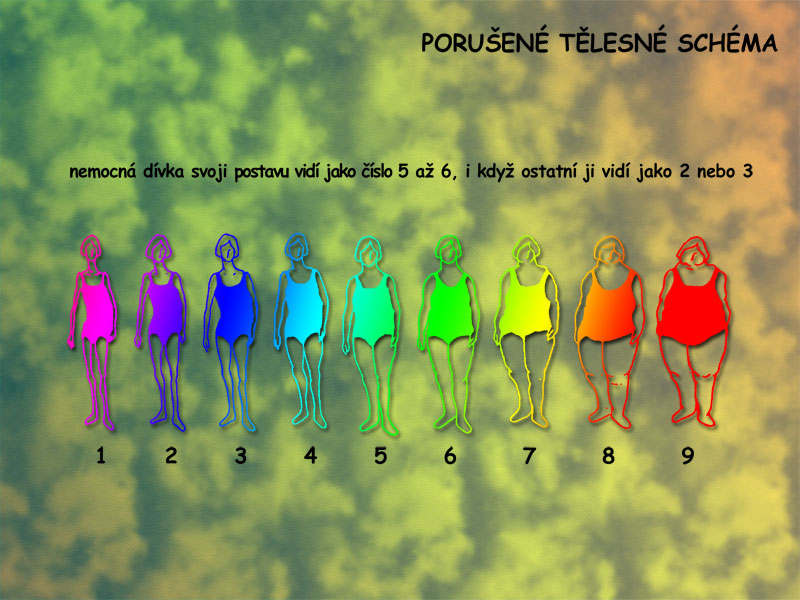 PORUŠENÉ TĚLESNÉ SCHÉMA
nemocná dívka svoji postavu vidí jako číslo 5 až 6, i když ostatní ji vidí jako 2 nebo 3
1 2 3 4 5 6 7 8 9